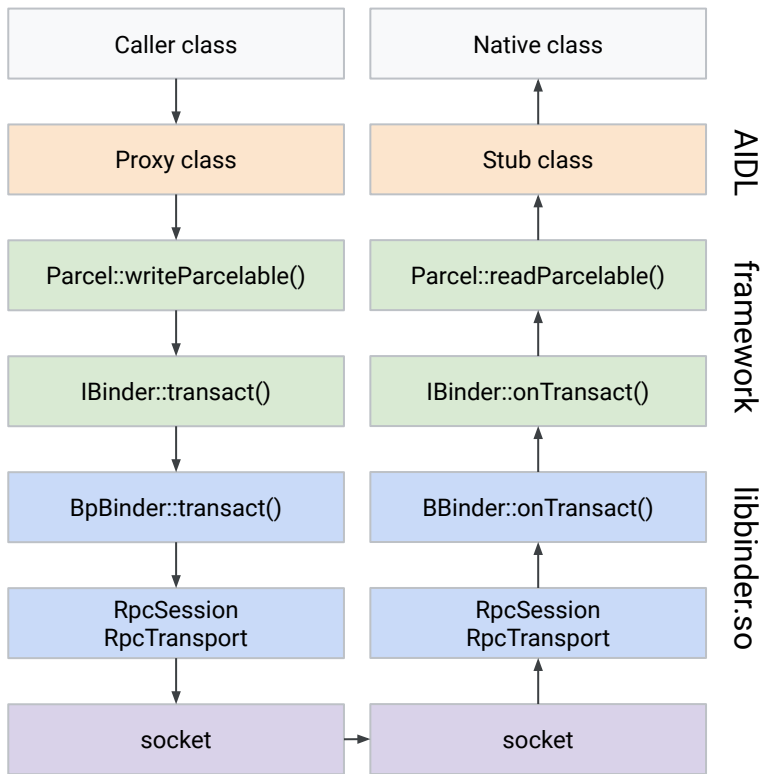 Caller class
Native class
Proxy class
Stub class
AIDL
Parcel::writeParcelable()
Parcel::readParcelable()
framework
IBinder::transact()
IBinder::onTransact()
BpBinder::transact()
BBinder::onTransact()
libbinder.so
RpcSession
RpcTransport
RpcSession
RpcTransport
socket
socket